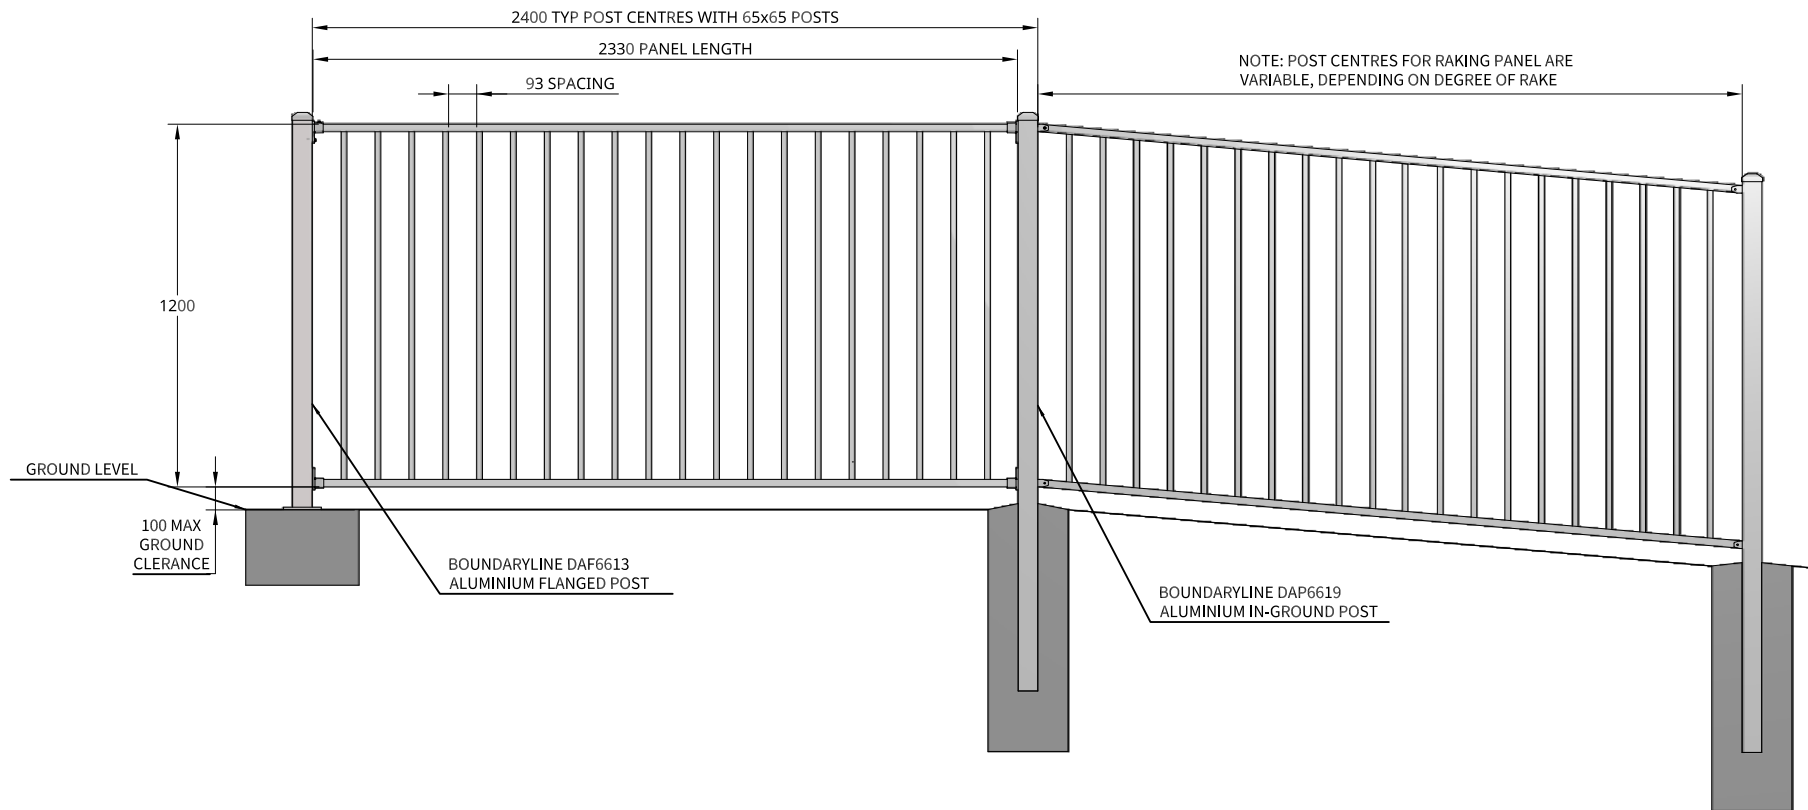 2400 TYP POST CENTRES WITH 65x65 POSTS
2330 PANEL LENGTH
93 SPACING
NOTE: POST CENTRES FOR RAKING PANEL ARE
VARIABLE, DEPENDING ON DEGREE OF RAKE
1200
GROUND LEVEL
100 MAX
GROUND
CLERANCE
BOUNDARYLINE DAF6613
ALUMINIUM FLANGED POST
BOUNDARYLINE DAP6619
ALUMINIUM IN-GROUND POST